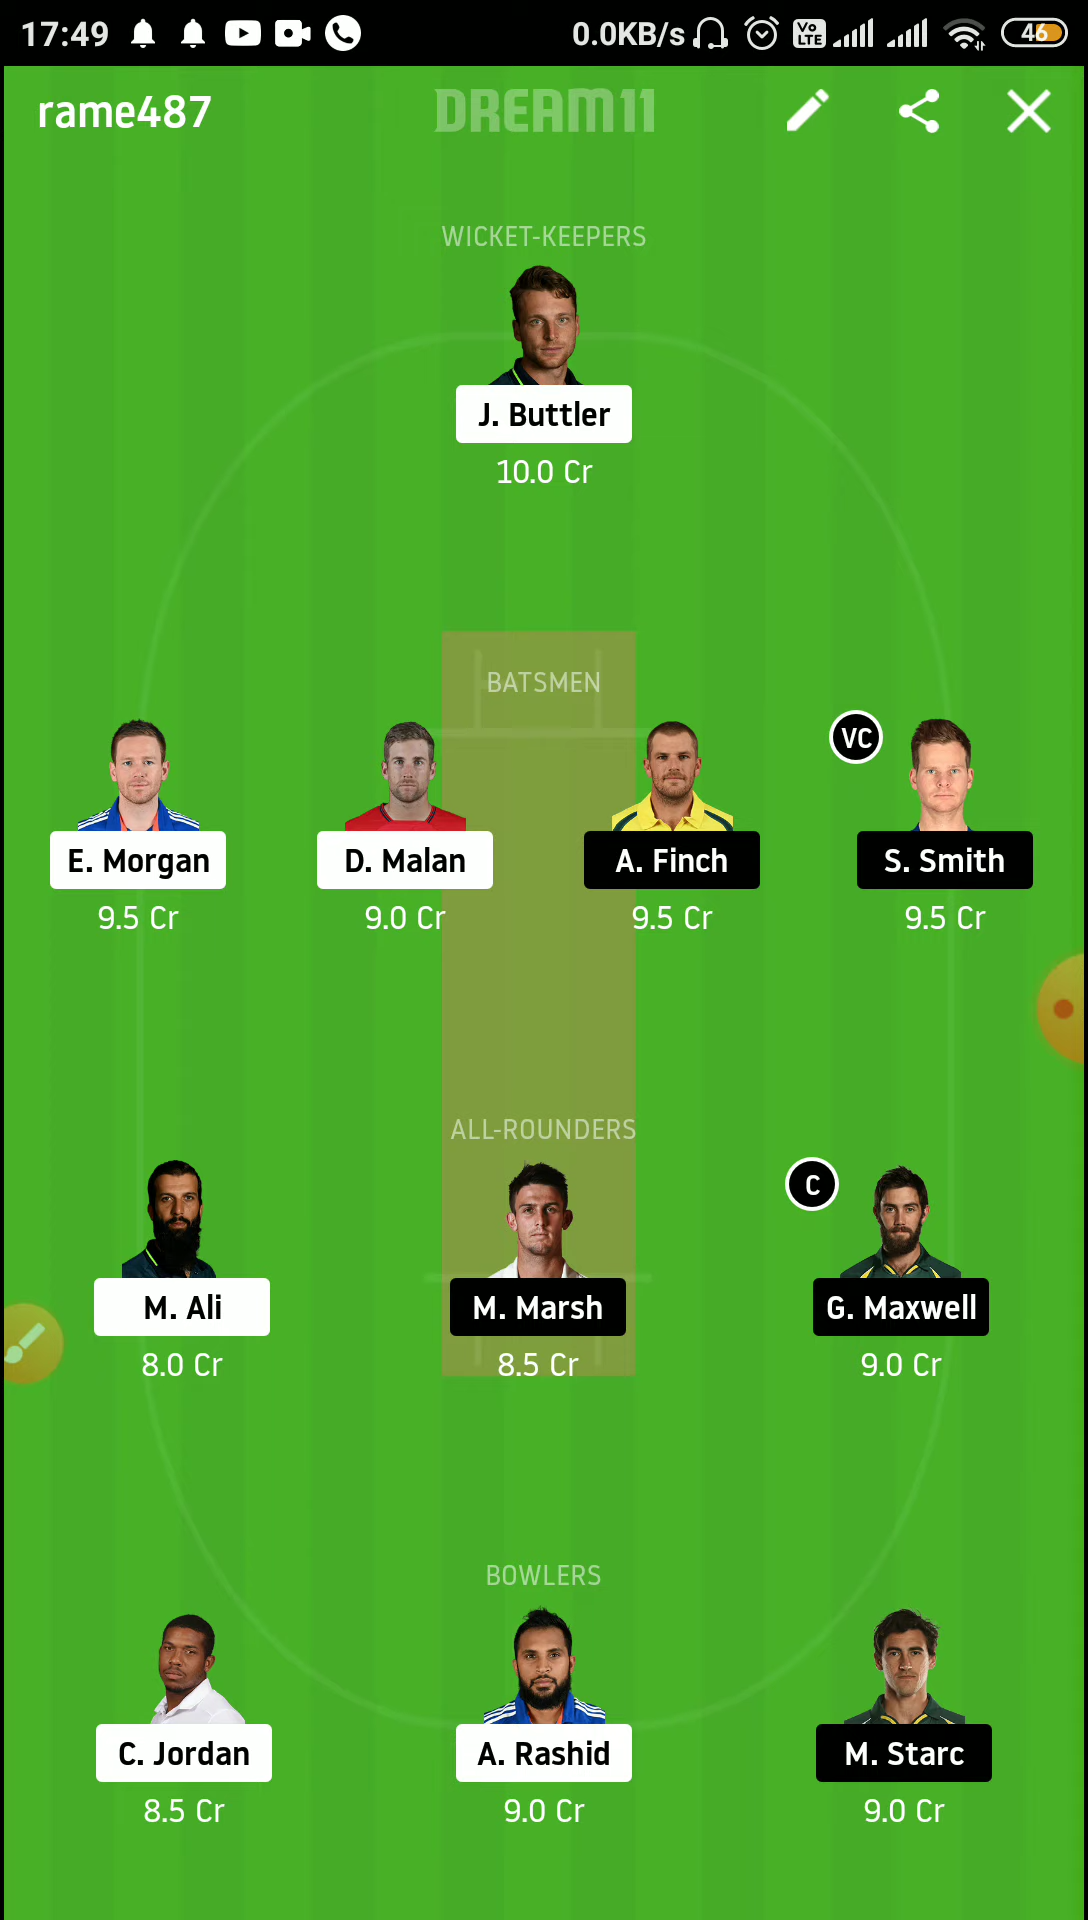 17:49 0.0KB/s Vo LTE 46
rame487 DREAM11
WICKET-KEEPERS
J. Buttler
10.0 Cr
BATSMEN
VC
E. Morgan D. Malan A. Finch S. Smith
9.5 Cr 9.0 Cr 9.5 Cr 9.5 Cr
ALL-ROUNDERS
C
M. Ali M. Marsh G. Maxwell
8.0 Cr 8.5 Cr 9.0 Cr
BOWLERS
C. Jordan A. Rashid M. Starc
8.5 Cr 9.0 Cr 9.0 Cr